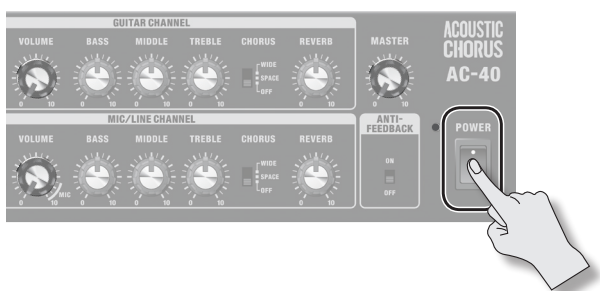 GUITAR CHANNEL
VOLUME BASS MIDDLE TREBLE CHORUS REVERB MASTER
WIDE
SPACE
OFF
0 10 0 10 0 10 0 10 0 10 0 10
ACOUSTIC
CHORUS
AC-40
MIC/LINE CHANNEL
VOLUME BASS MIDDLE TREBLE CHORUS REVERB
WIDE
SPACE
OFF
MIC
0 10 0 10 0 10 0 10 0 10
ANTI-
FEEDBACK
ON
OFF
POWER